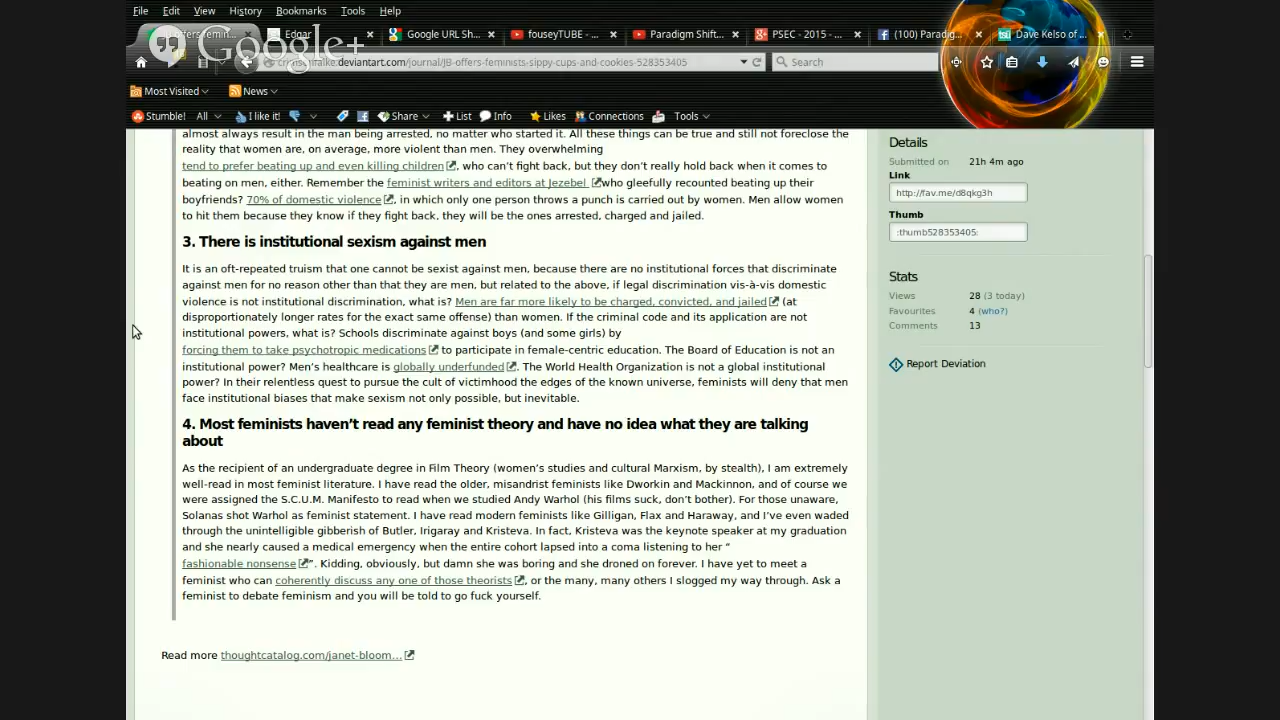 File Edit View History Bookmarks Tools Help
offers femin...
Edgar
Google URL Sh...
fouseyTUBE - ...
Paradigm Shift...
PSEC - 2015 - ...
(100) Paradig...
Dave Kelso of ...
Google+
deviantart.com/journal/JB-offers-feminists-sippy-cups-and-cookies-528353405
Search
Most Visited News
Stumble! All I like it! Share List Info Likes Connections Tools
almost always result in the man being arrested, no matter who started it. All these things can be true and still not foreclose the
reality that women are, on average, more violent than men. They overwhelming
tend to prefer beating up and even killing children, who can't fight back, but they don't really hold back when it comes to
beating on men, either. Remember the feminist writers and editors at Jezebel who gleefully recounted beating up their
boyfriends? 70% of domestic violence, in which only one person throws a punch is carried out by women. Men allow women
to hit them because they know if they fight back, they will be the ones arrested, charged and jailed.
3. There is institutional sexism against men
It is an oft-repeated truism that one cannot be sexist against men, because there are no institutional forces that discriminate
against men for no reason other than that they are men, but related to the above, if legal discrimination vis-à-vis domestic
violence is not institutional discrimination, what is? Men are far more likely to be charged, convicted, and jailed (at
disproportionately longer rates for the exact same offense) than women. If the criminal code and its application are not
institutional powers, what is? Schools discriminate against boys (and some girls) by
forcing them to take psychotropic medications to participate in female-centric education. The Board of Education is not an
institutional power? Men's healthcare is globally underfunded. The World Health Organization is not a global institutional
power? In their relentless quest to pursue the cult of victimhood the edges of the known universe, feminists will deny that men
face institutional biases that make sexism not only possible, but inevitable.
4. Most feminists haven't read any feminist theory and have no idea what they are talking
about
As the recipient of an undergraduate degree in Film Theory (women's studies and cultural Marxism, by stealth), I am extremely
well-read in most feminist literature. I have read the older, misandrist feminists like Dworkin and Mackinnon, and of course we
were assigned the S.C.U.M. Manifesto to read when we studied Andy Warhol (his films suck, don't bother). For those unaware,
Solanas shot Warhol as feminist statement. I have read modern feminists like Gilligan, Flax and Haraway, and I've even waded
through the unintelligible gibberish of Butler, Irigaray and Kristeva. In fact, Kristeva was the keynote speaker at my graduation
and she nearly caused a medical emergency when the entire cohort lapsed into a coma listening to her "
fashionable nonsense". Kidding, obviously, but damn she was boring and she droned on forever. I have yet to meet a
feminist who can coherently discuss any one of those theorists, or the many, many others I slogged my way through. Ask a
feminist to debate feminism and you will be told to go fuck yourself.
Read more thoughtcatalog.com/janet-bloom...
Details
Submitted on 21h 4m ago
Link
http://fav.me/d8qkg3h
Thumb
:thumb528353405:
Stats
Views 28 (3 today)
Favourites 4 (who?)
Comments 13
Report Deviation